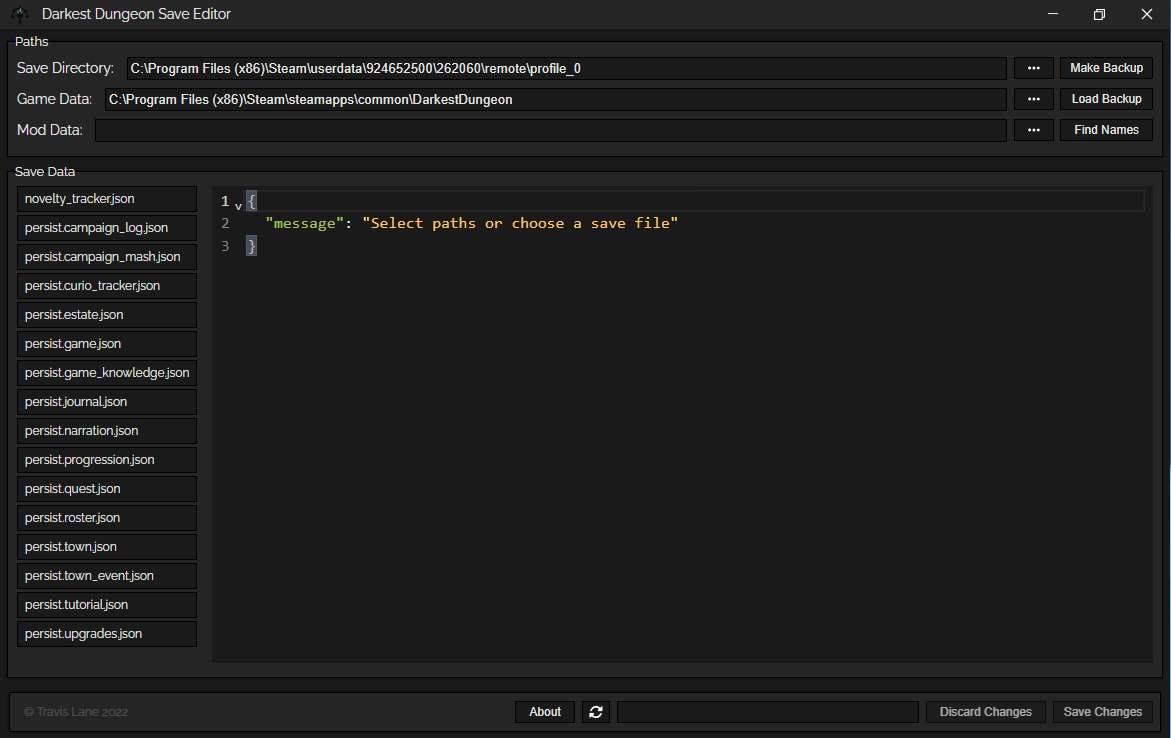 Darkest Dungeon Save Editor
Paths
Save Directory: C:\Program Files (x86)\Steam\userdata\924652500\262060\remote\profile_0 ••• Make Backup
Game Data: C:\Program Files (x86)\Steam\steamapps\common\DarkestDungeon ••• Load Backup
Mod Data: ••• Find Names
Save Data
novelty_tracker.json
persist.campaign_log.json
persist.campaign_mash.json
persist.curio_tracker.json
persist.estate.json
persist.game.json
persist.game_knowledge.json
persist.journal.json
persist.narration.json
persist.progression.json
persist.quest.json
persist.roster.json
persist.town.json
persist.town_event.json
persist.tutorial.json
persist.upgrades.json
1 {
2 "message": "Select paths or choose a save file"
3 }
© Travis Lane 2022
About
Discard Changes
Save Changes